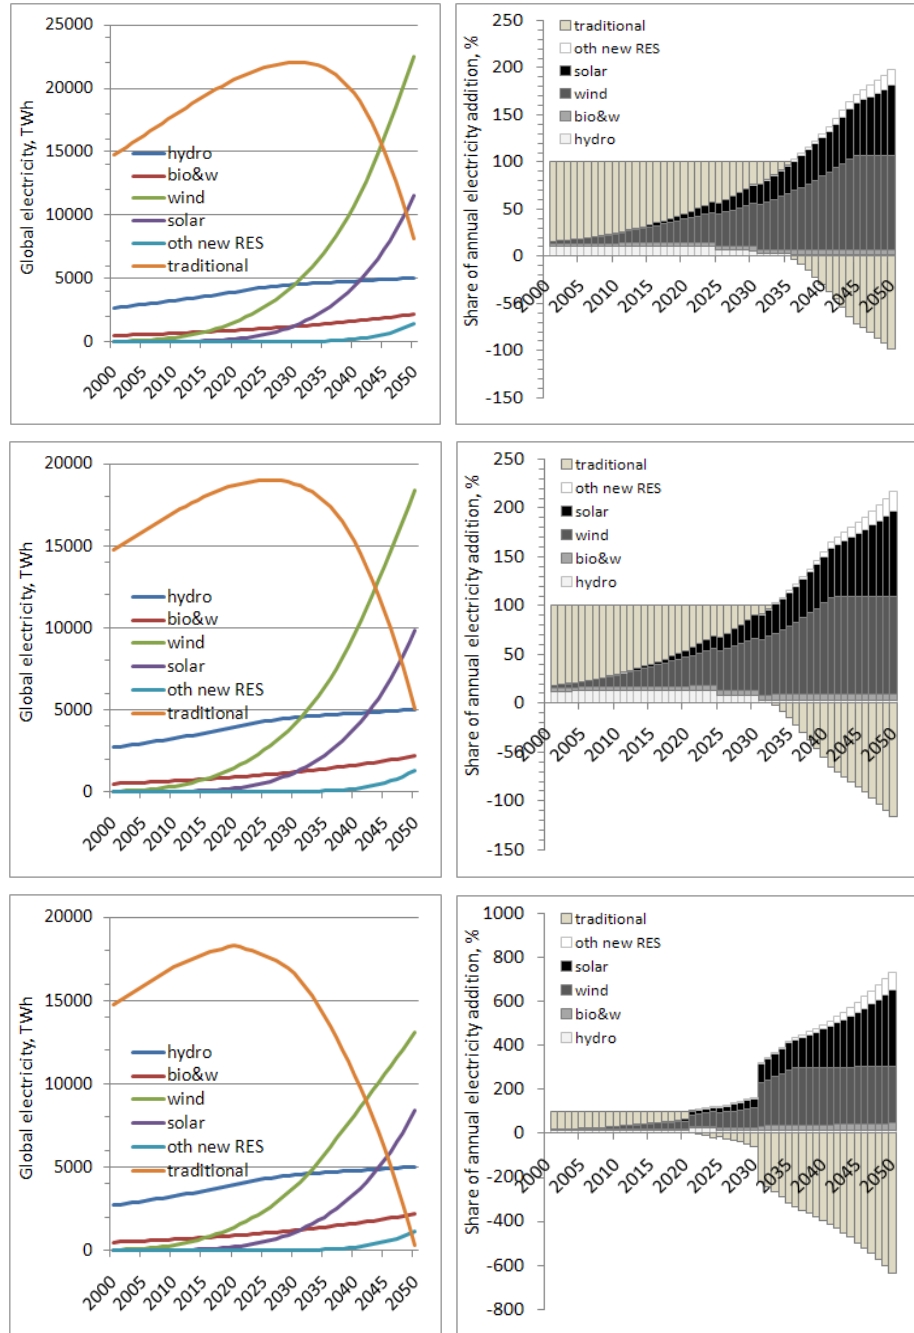 25000
20000
15000
10000
5000
0
Global electricity, TWh
hydro
bio&w
wind
solar
oth new RES
traditional
2000
2005
2010
2015
2020
2025
2030
2035
2040
2045
2050
250
200
150
100
50
0
-50
-100
-150
Share of annual electricity addition, %
traditional
oth new RES
solar
wind
bio&w
hydro
2000
2005
2010
2015
2020
2025
2030
2035
2040
2045
2050
20000
15000
10000
5000
0
Global electricity, TWh
hydro
bio&w
wind
solar
oth new RES
traditional
2000
2005
2010
2015
2020
2025
2030
2035
2040
2045
2050
250
200
150
100
50
0
-50
-100
-150
Share of annual electricity addition, %
traditional
oth new RES
solar
wind
bio&w
hydro
2000
2005
2010
2015
2020
2025
2030
2035
2040
2045
2050
20000
15000
10000
5000
0
Global electricity, TWh
hydro
bio&w
wind
solar
oth new RES
traditional
2000
2005
2010
2015
2020
2025
2030
2035
2040
2045
2050
1000
800
600
400
200
0
-200
-400
-600
-800
Share of annual electricity addition, %
traditional
oth new RES
solar
wind
bio&w
hydro
2000
2005
2010
2015
2020
2025
2030
2035
2040
2045
2050